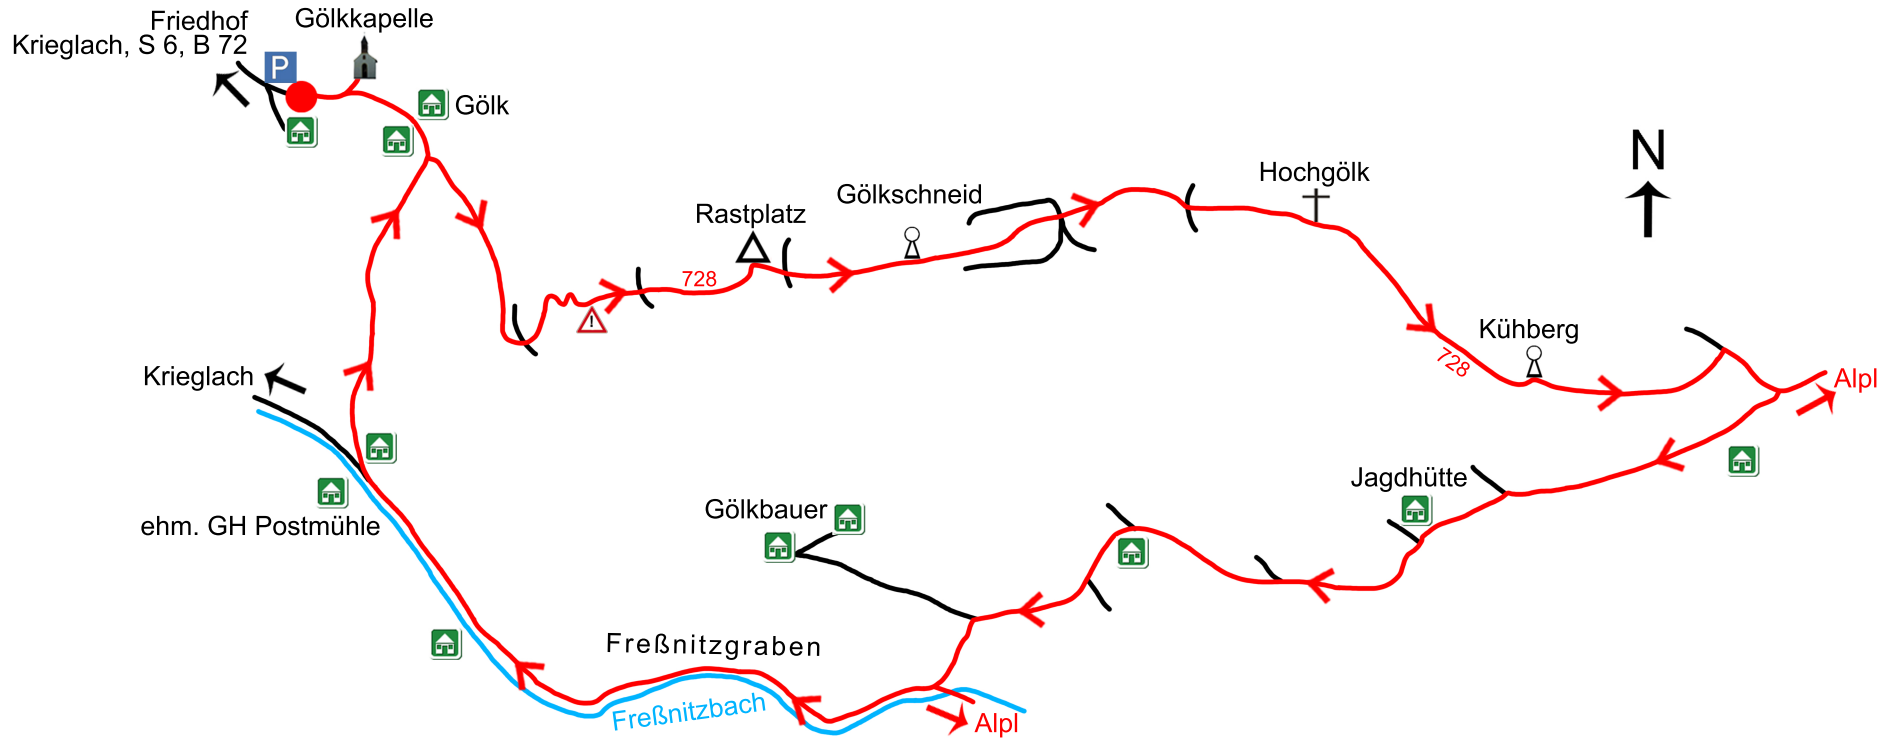 Friedhof
Krieglach, S 6, B 72
P
Gölkkapelle
Gölk
N
Hochgölk
Gölkschneid
Rastplatz
728
!
Kühberg
728
Alpl
Krieglach
Jagdhütte
Gölkbauer
ehm. GH Postmühle
Freßnitzgraben
Freßnitzbach
Alpl